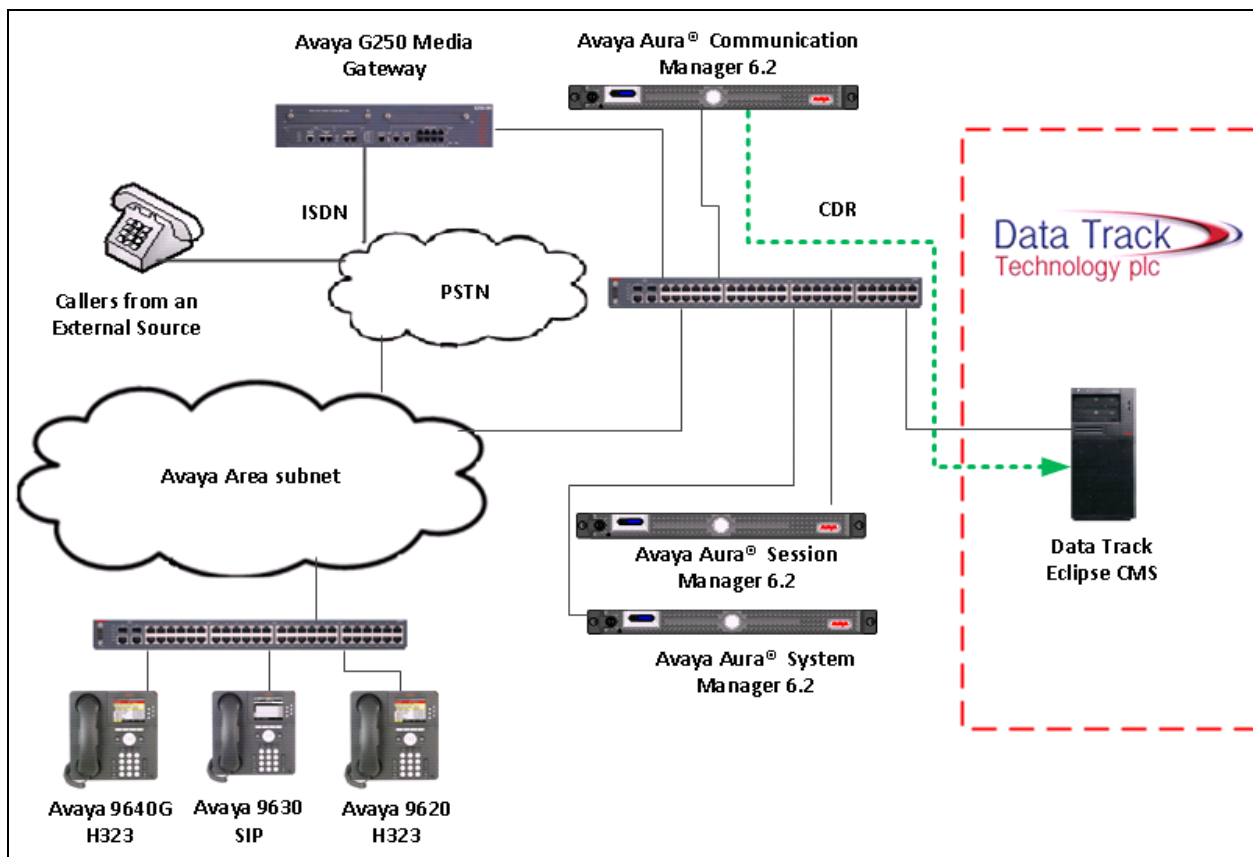 Avaya G250 Media
Gateway
Avaya Aura® Communication
Manager 6.2
ISDN
CDR
Data Track
Technology plc
PSTN
Callers from an
External Source
Avaya Area subnet
Avaya Aura® Session
Manager 6.2
Data Track
Eclipse CMS
Avaya Aura® System
Manager 6.2
Avaya 9640G
H323
Avaya 9630
SIP
Avaya 9620
H323